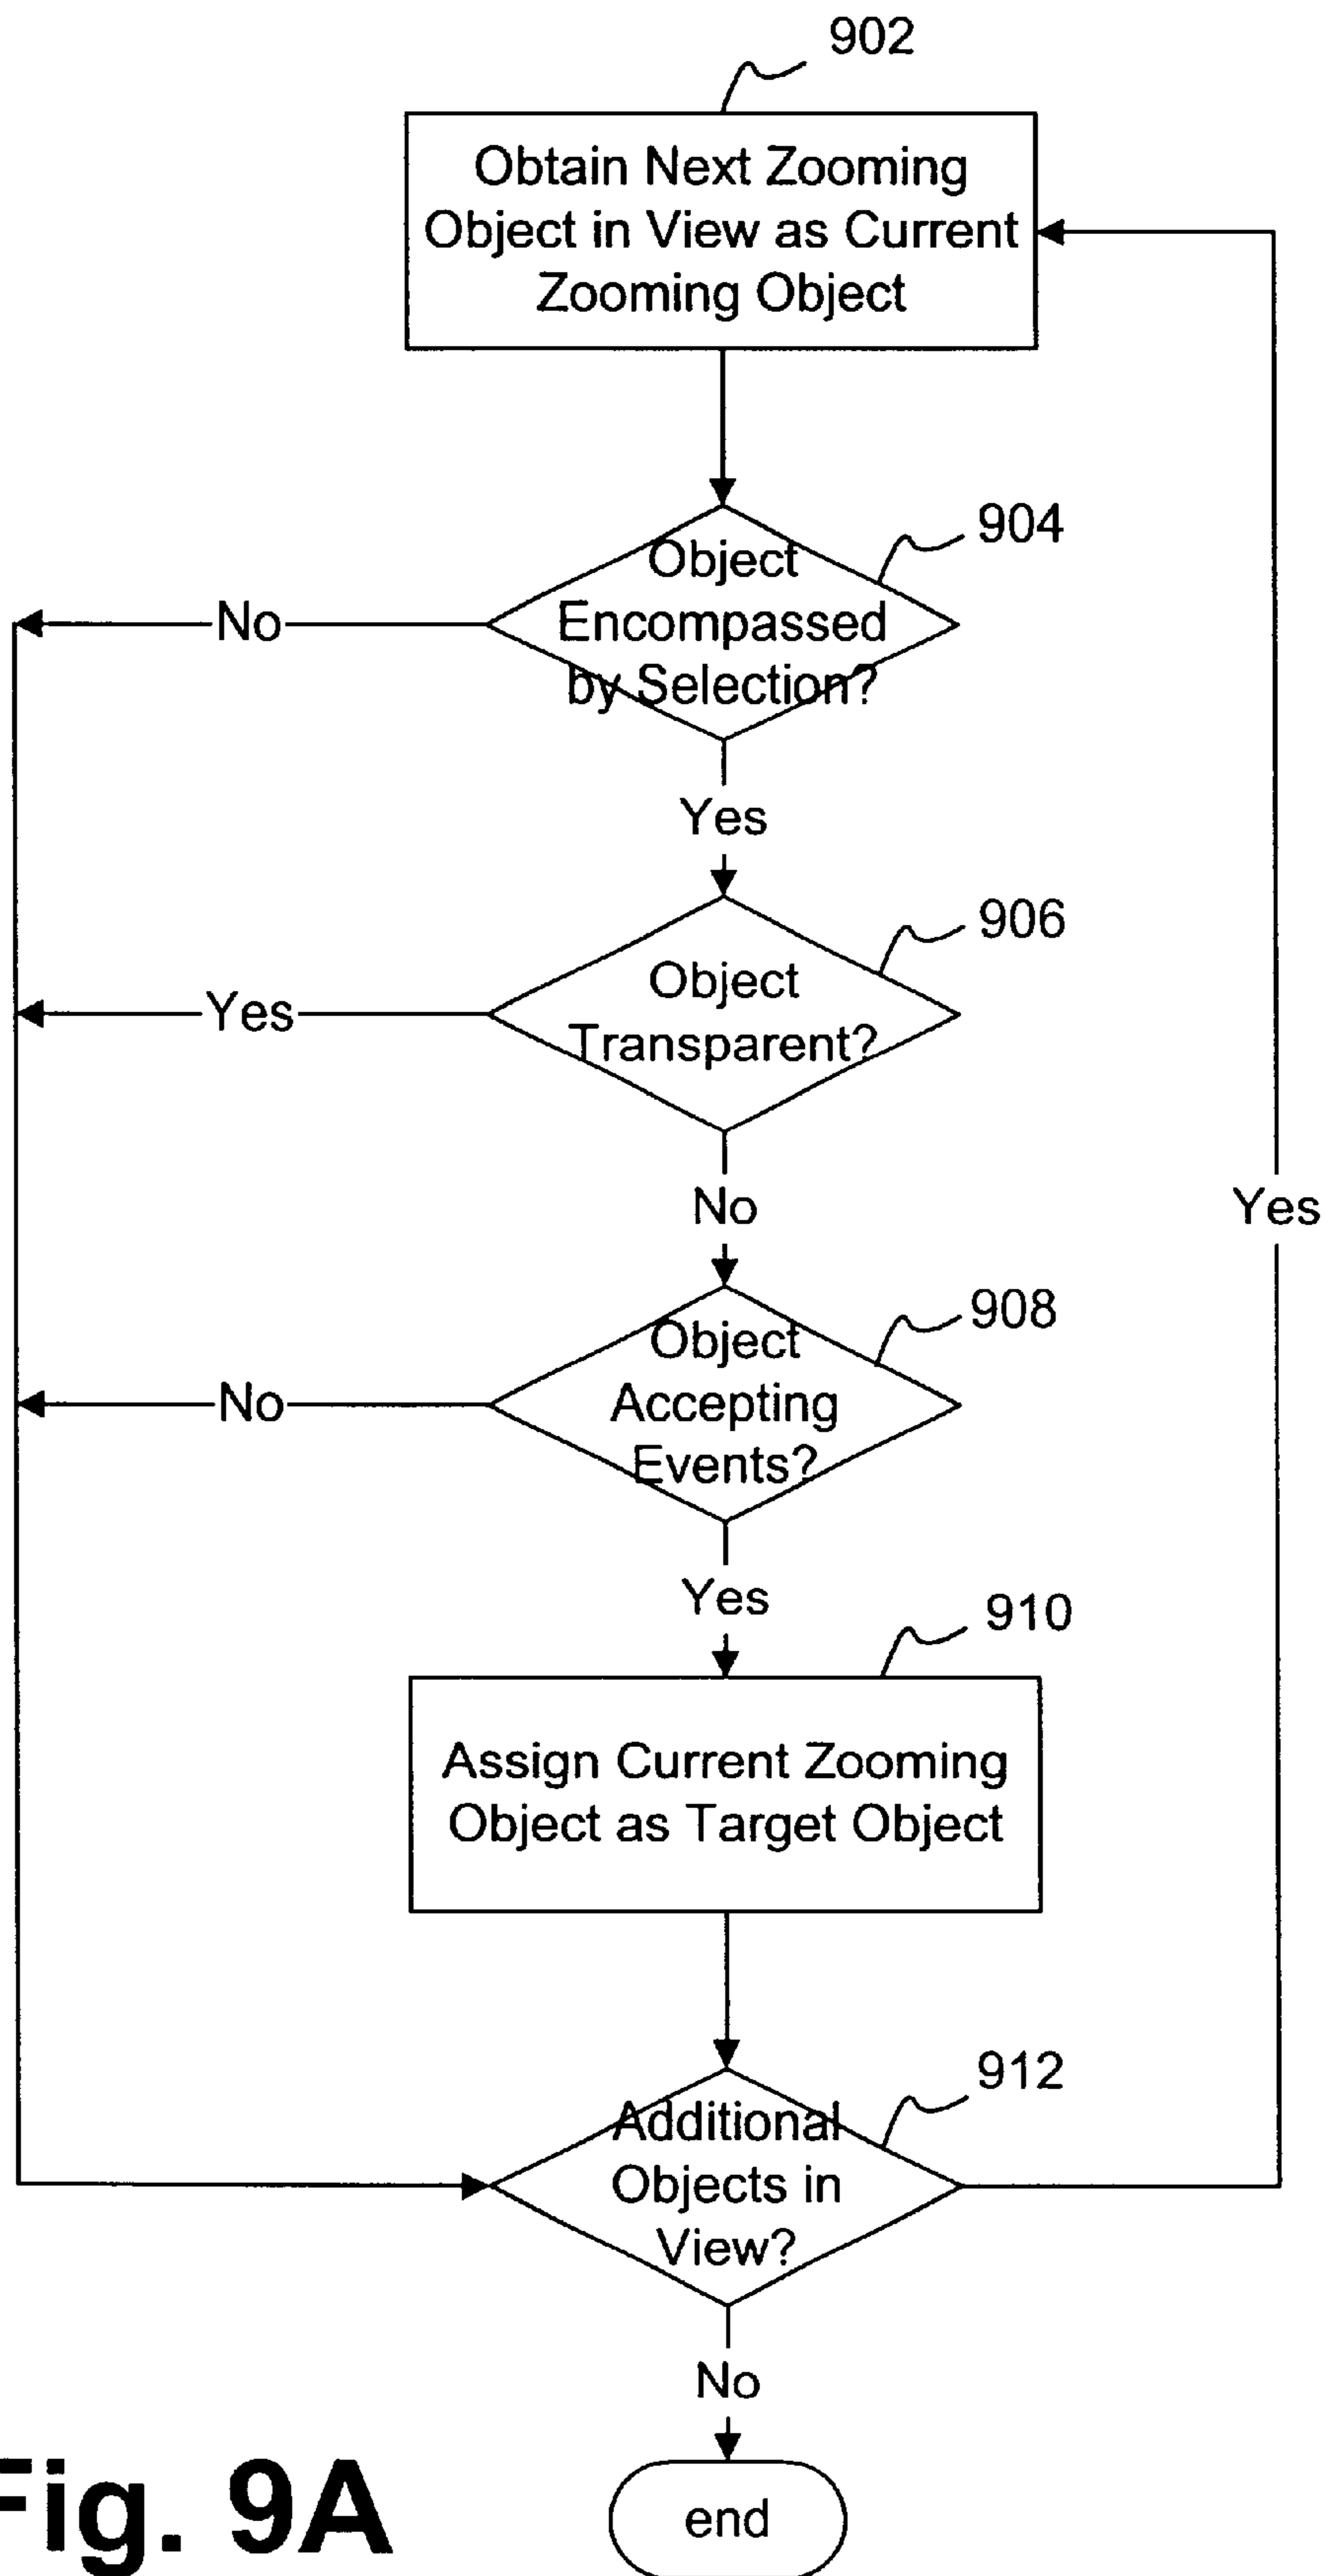 902
Obtain Next Zooming
Object in View as Current
Zooming Object
904
Object
Encompassed
by Selection?
No
Yes
906
Object
Transparent?
Yes
No
Yes
908
Object
Accepting
Events?
No
Yes
910
Assign Current Zooming
Object as Target Object
912
Additional
Objects in
View?
No
end
Fig. 9A